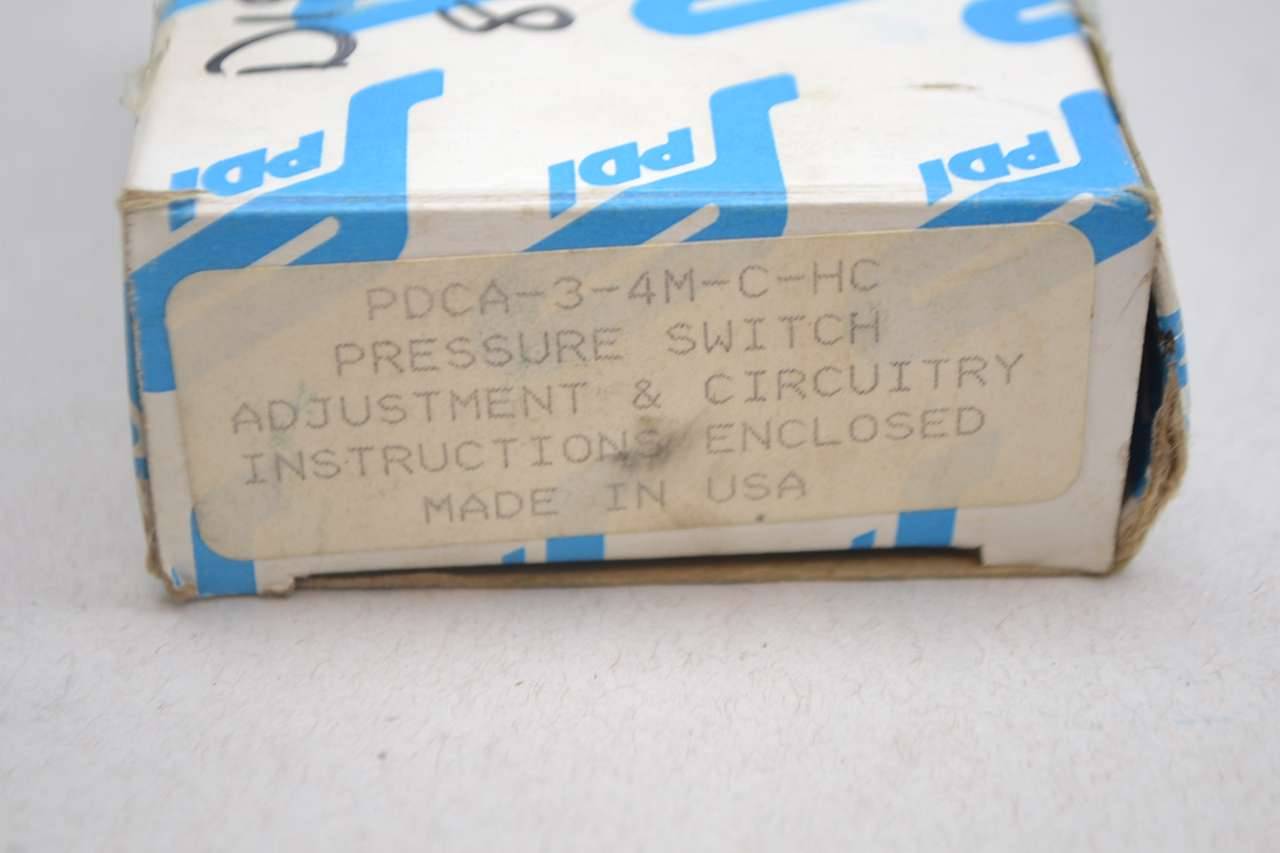 PDI PDI PDI
PDCA-3-4M-C-HC
PRESSURE SWITCH
ADJUSTMENT & CIRCUITRY
INSTRUCTIONS ENCLOSED
MADE IN USA